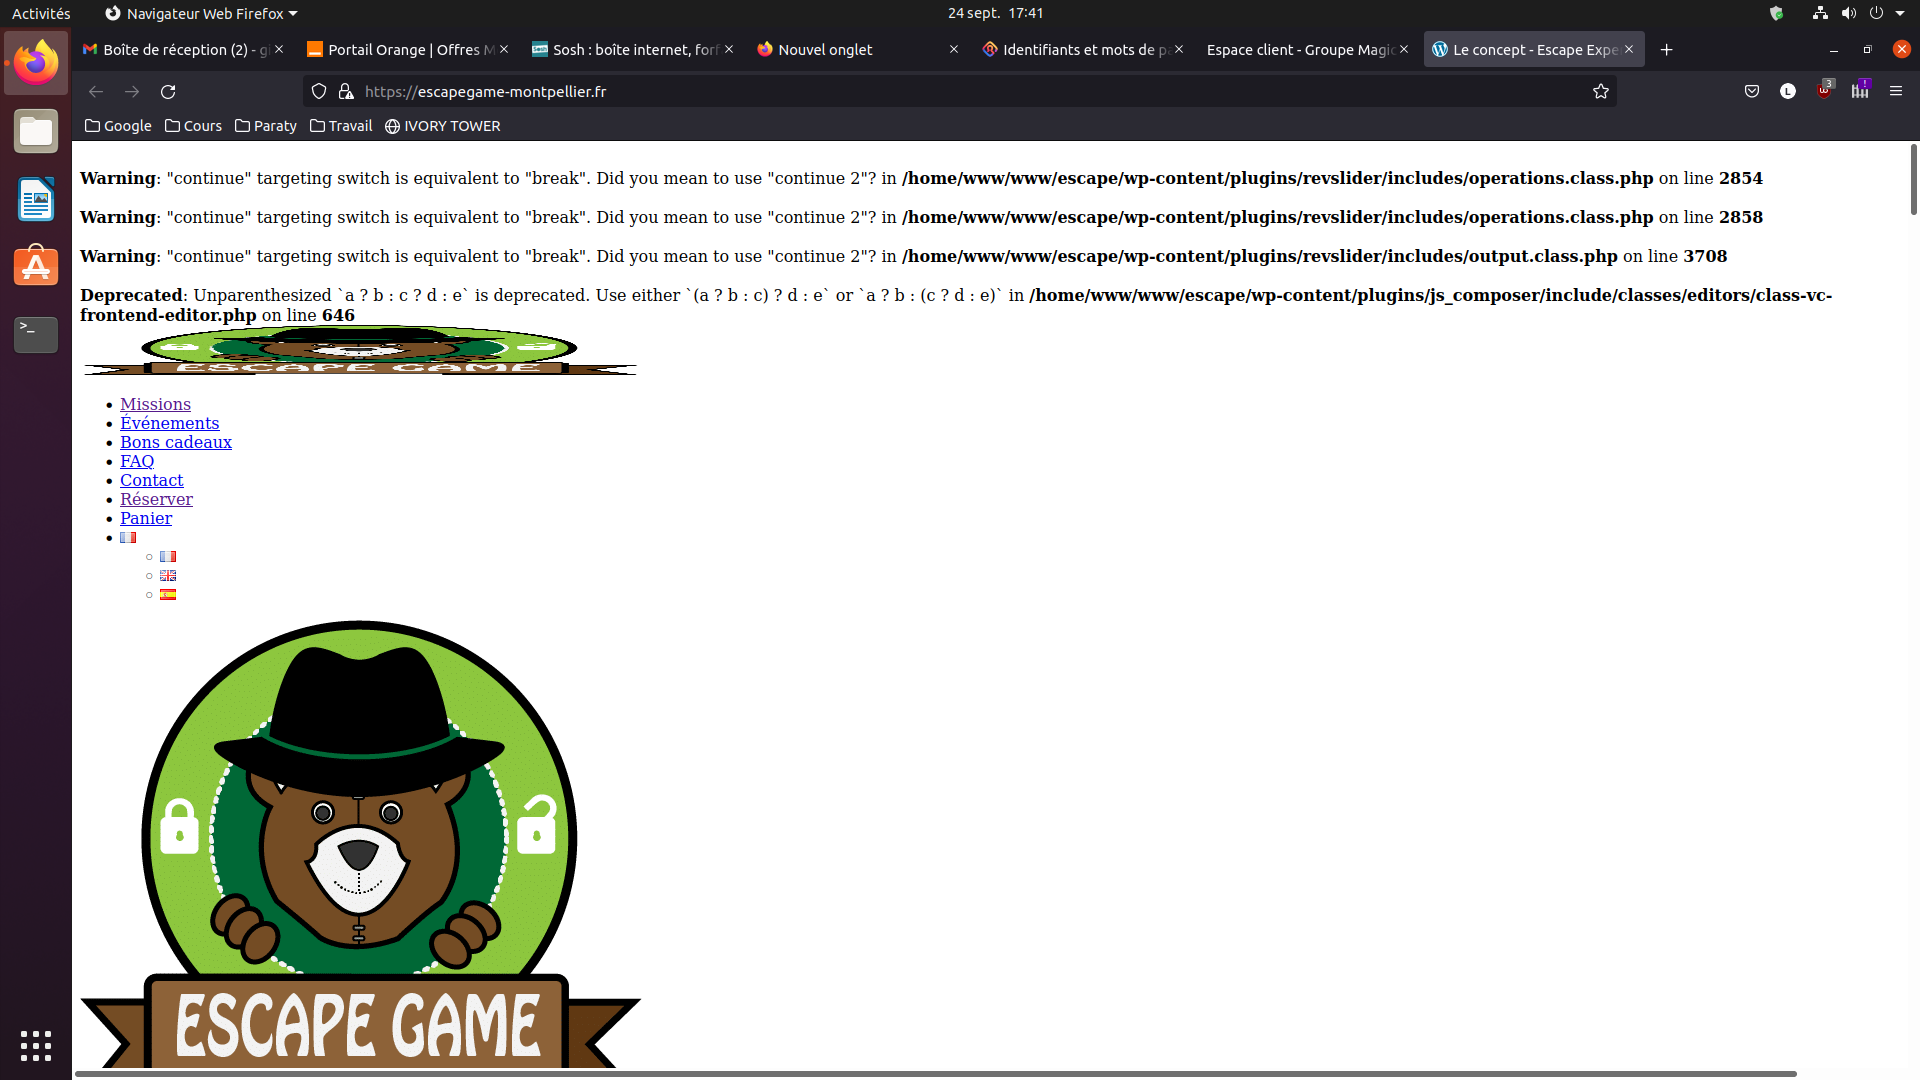 Activités
Navigateur Web Firefox
24 sept. 17:41
Boîte de réception (2) - gi
Portail Orange | Offres M
Sosh : boîte internet, forf
Nouvel onglet
Identifiants et mots de pa
Espace client - Groupe Magic
Le concept - Escape Expe
https://escapegame-montpellier.fr
L
3
!
Google
Cours
Paraty
Travail
IVORY TOWER
Warning: "continue" targeting switch is equivalent to "break". Did you mean to use "continue 2"? in /home/www/www/escape/wp-content/plugins/revslider/includes/operations.class.php on line 2854
Warning: "continue" targeting switch is equivalent to "break". Did you mean to use "continue 2"? in /home/www/www/escape/wp-content/plugins/revslider/includes/operations.class.php on line 2858
Warning: "continue" targeting switch is equivalent to "break". Did you mean to use "continue 2"? in /home/www/www/escape/wp-content/plugins/revslider/includes/output.class.php on line 3708
Deprecated: Unparenthesized `a ? b : c ? d : e` is deprecated. Use either `(a ? b : c) ? d : e` or `a ? b : (c ? d : e)` in /home/www/www/escape/wp-content/plugins/js_composer/include/classes/editors/class-vc-
frontend-editor.php on line 646
ESCAPE GAME
Missions
Événements
Bons cadeaux
FAQ
Contact
Réserver
Panier
ESCAPE GAME